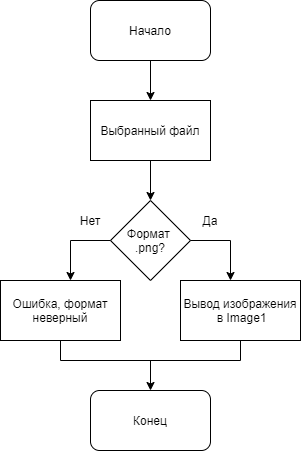 Начало
Выбранный файл
Формат
.png?
Нет
Да
Ошибка, формат
неверный
Вывод изображения
в Image1
Конец